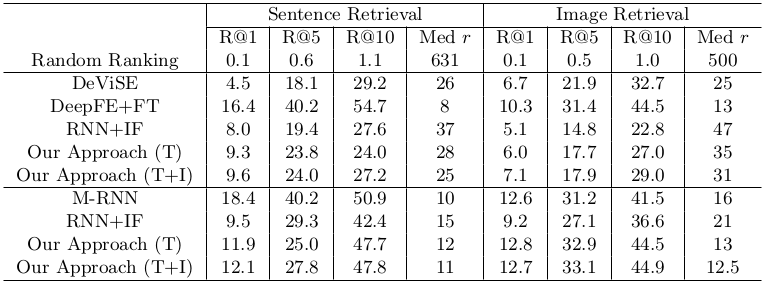 Sentence Retrieval Image Retrieval
R@1 R@5 R@10 Med r R@1 R@5 R@10 Med r
Random Ranking 0.1 0.6 1.1 631 0.1 0.5 1.0 500
DeViSE 4.5 18.1 29.2 26 6.7 21.9 32.7 25
DeepFE+FT 16.4 40.2 54.7 8 10.3 31.4 44.5 13
RNN+IF 8.0 19.4 27.6 37 5.1 14.8 22.8 47
Our Approach (T) 9.3 23.8 24.0 28 6.0 17.7 27.0 35
Our Approach (T+I) 9.6 24.0 27.2 25 7.1 17.9 29.0 31
M-RNN 18.4 40.2 50.9 10 12.6 31.2 41.5 16
RNN+IF 9.5 29.3 42.4 15 9.2 27.1 36.6 21
Our Approach (T) 11.9 25.0 47.7 12 12.8 32.9 44.5 13
Our Approach (T+I) 12.1 27.8 47.8 11 12.7 33.1 44.9 12.5